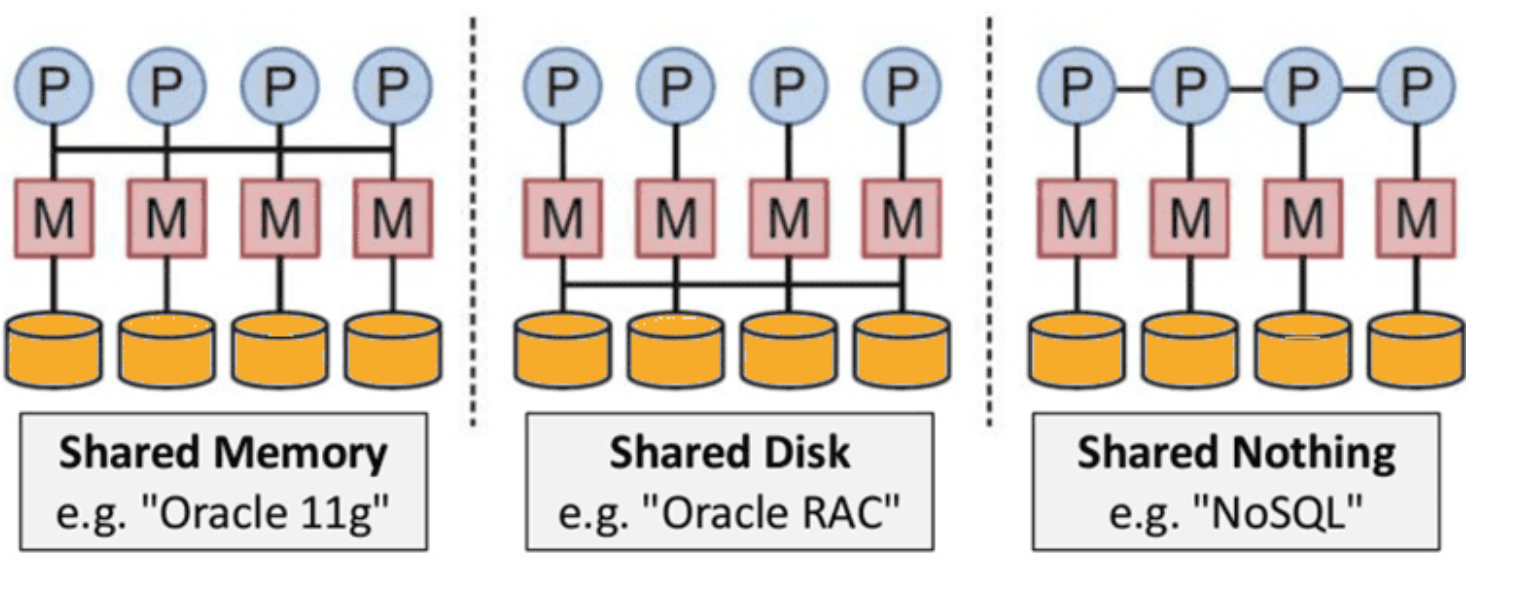 P P P P
M M M M
Shared Memory
e.g. "Oracle 11g"
P P P P
M M M M
Shared Disk
e.g. "Oracle RAC"
P P P P
M M M M
Shared Nothing
e.g. "NoSQL"